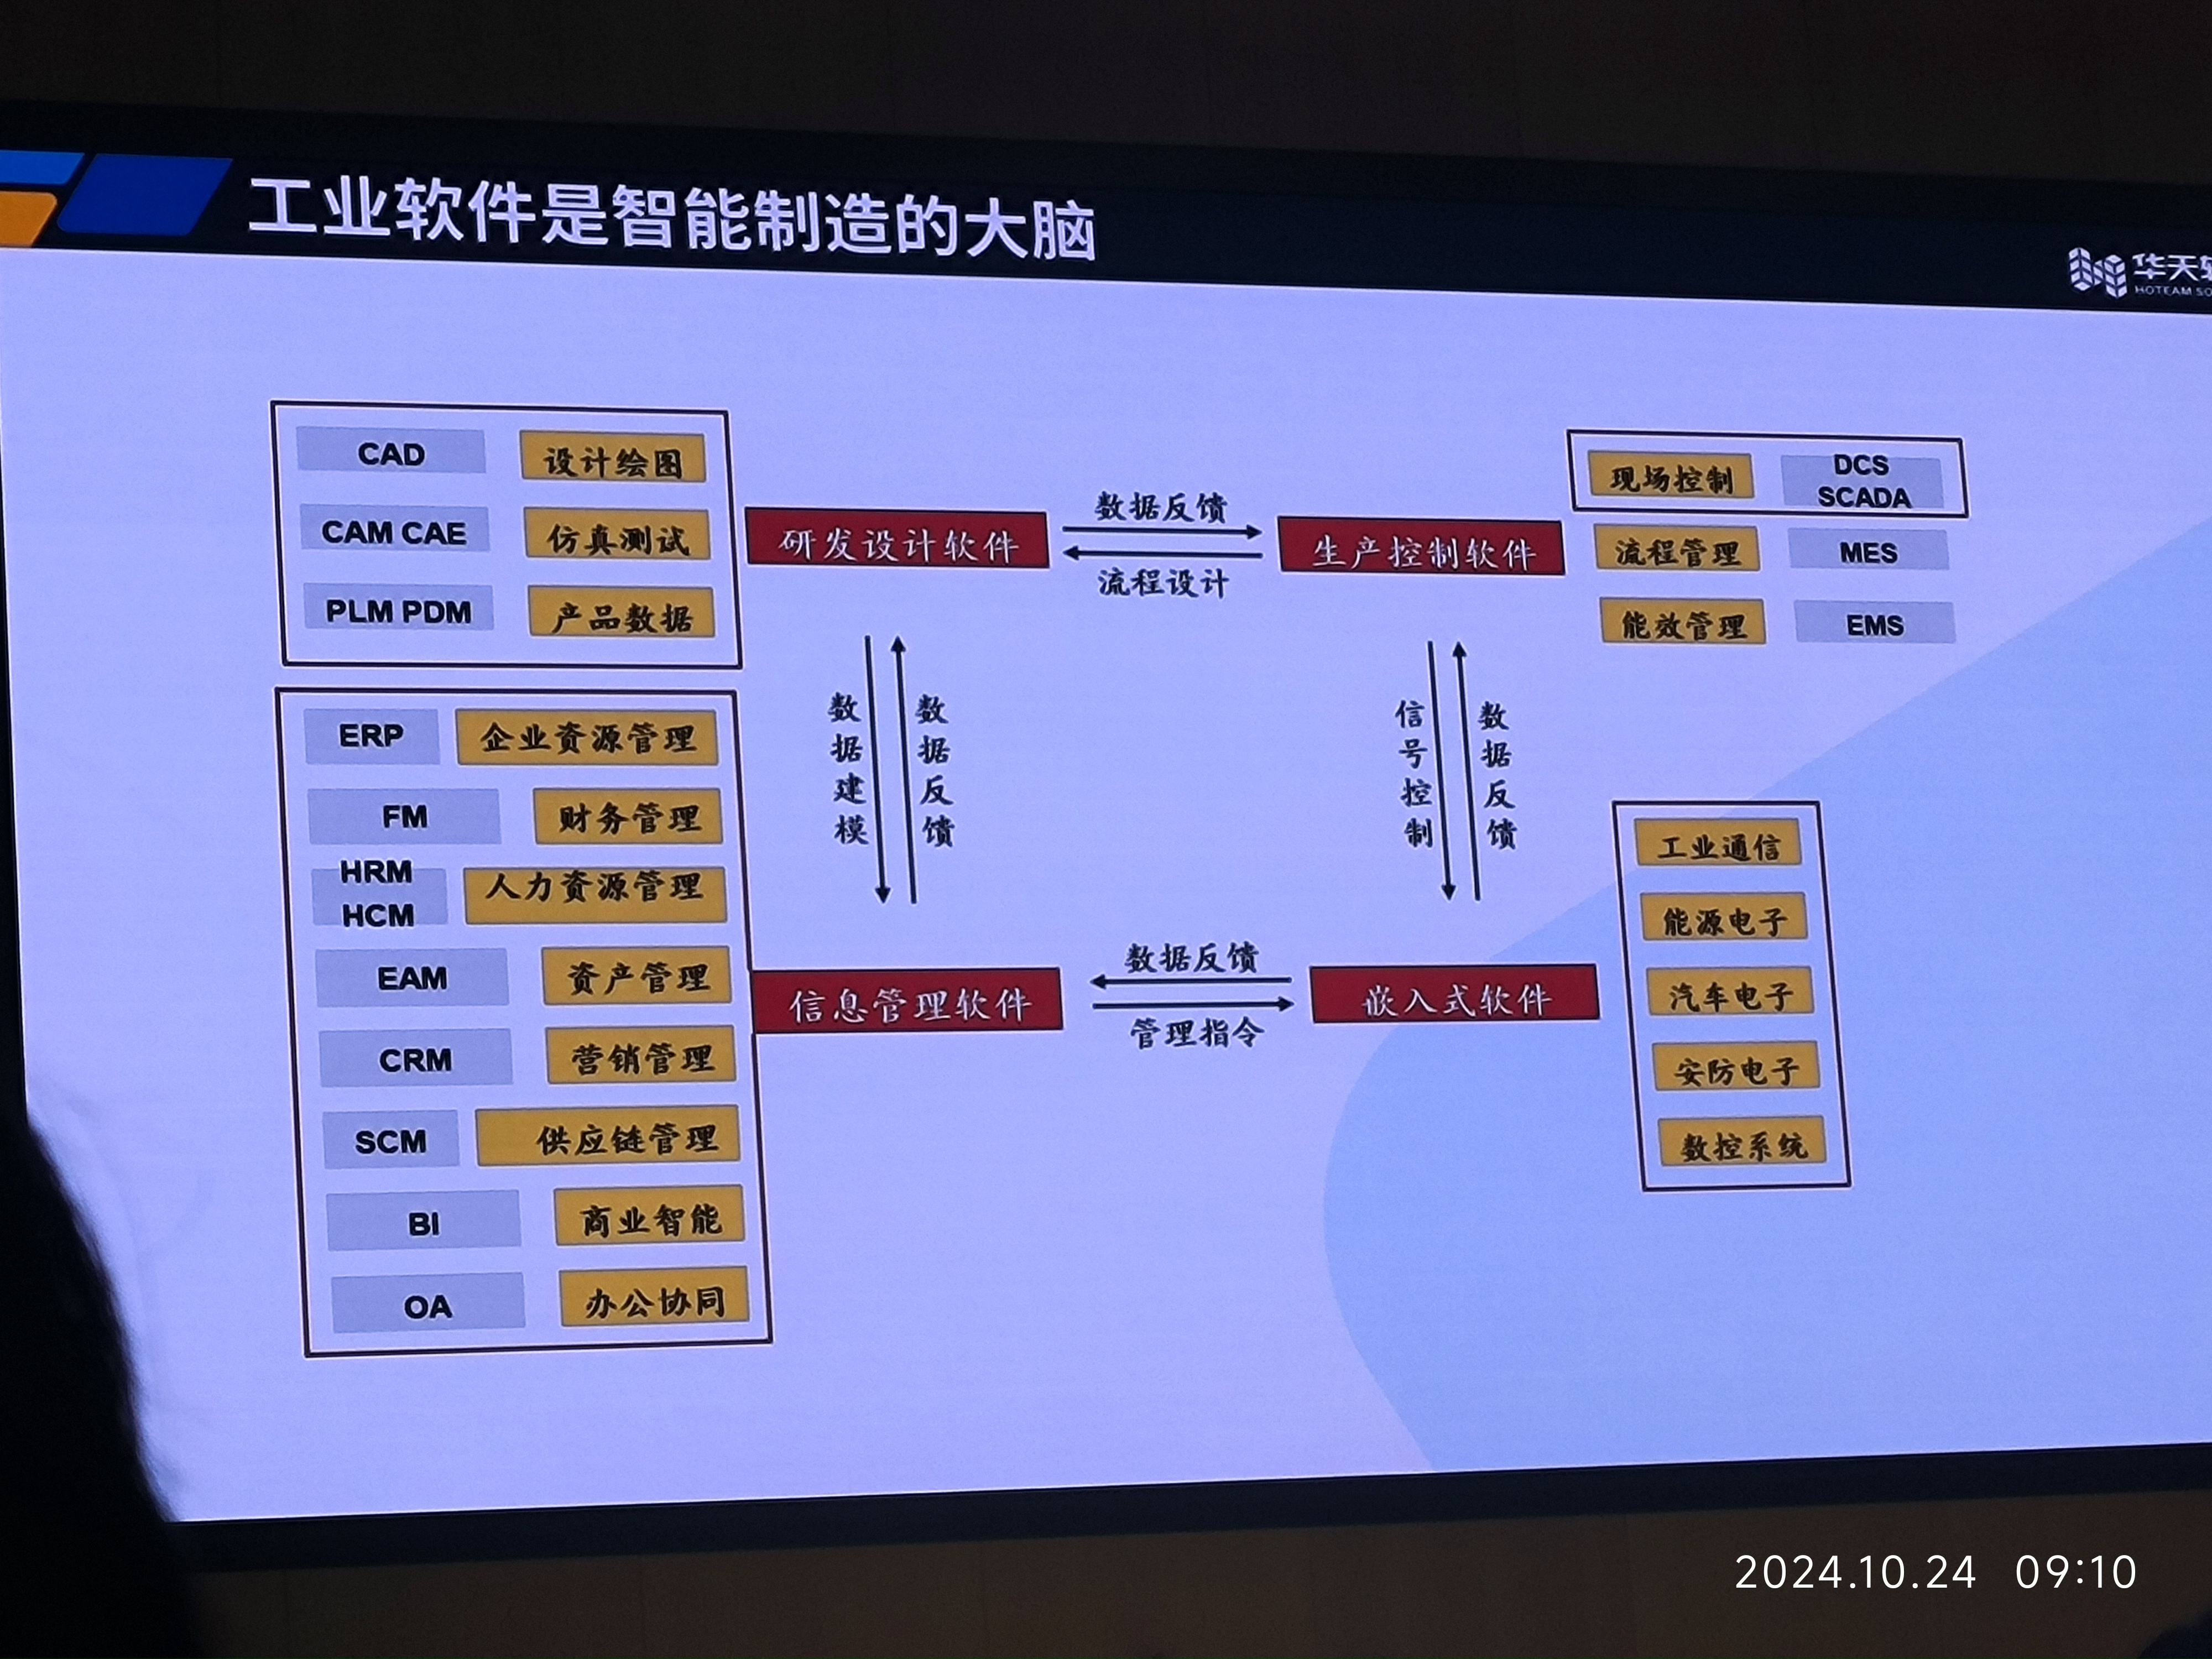 工业软件是智能制造的大脑
华天
HOTEAM
CAD 设计绘图
CAM CAE 仿真测试
PLM PDM 产品数据
研发设计软件
数据反馈
流程设计
生产控制软件
现场控制 DCS
SCADA
流程管理 MES
能效管理 EMS
数据建模
数据反馈
信号控制
数据反馈
ERP 企业资源管理
FM 财务管理
HRM
HCM 人力资源管理
EAM 资产管理
CRM 营销管理
SCM 供应链管理
BI 商业智能
OA 办公协同
信息管理软件
数据反馈
管理指令
嵌入式软件
工业通信
能源电子
汽车电子
安防电子
数控系统
2024.10.24 09:10